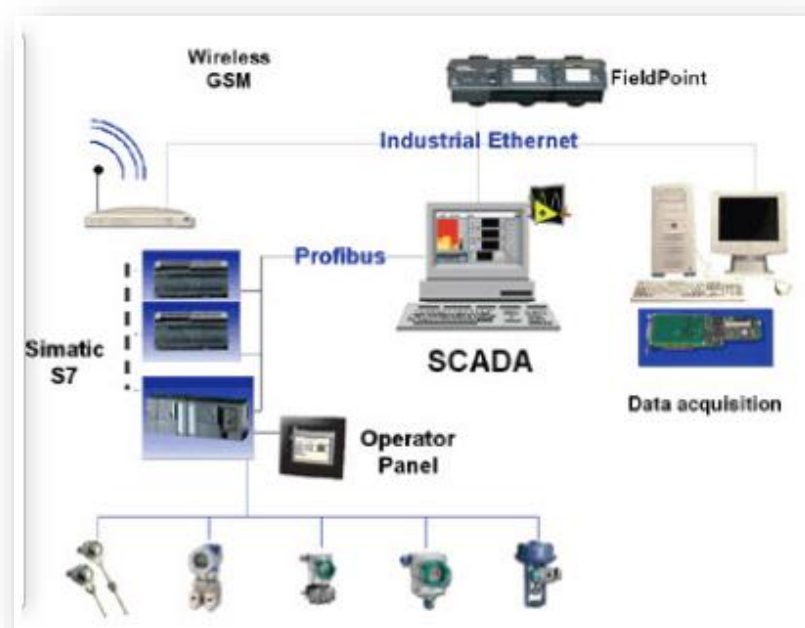 Wireless
GSM
FieldPoint
Industrial Ethernet
Profibus
Simatic
S7
SCADA
Data acquisition
Operator
Panel